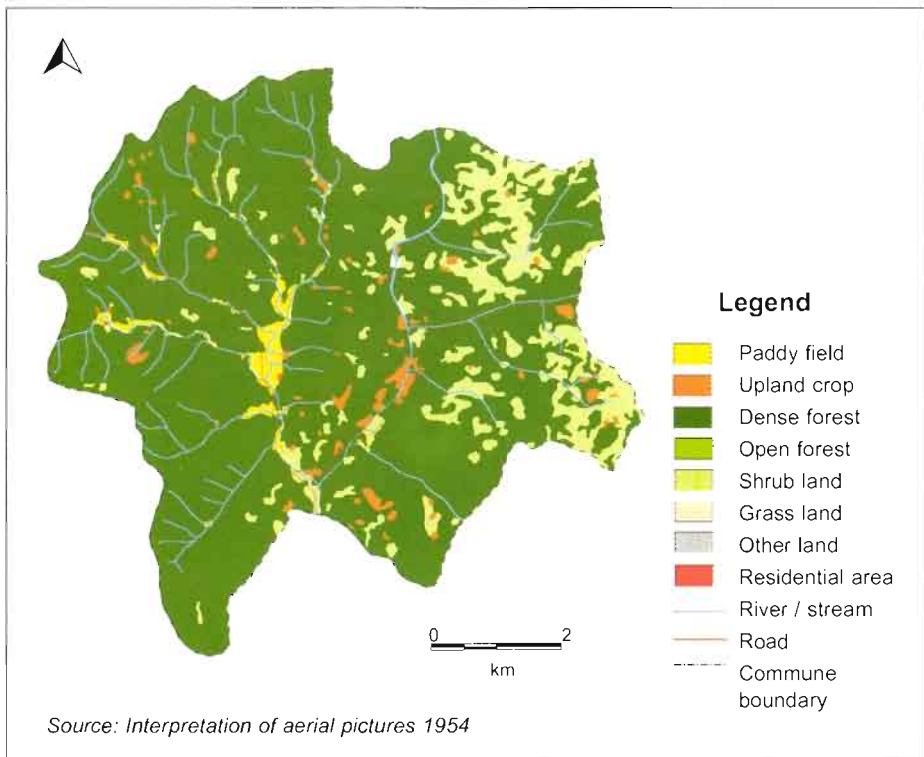 Legend
Paddy field
Upland crop
Dense forest
Open forest
Shrub land
Grass land
Other land
Residential area
River / stream
Road
Commune
boundary
0 2
km
Source: Interpretation of aerial pictures 1954